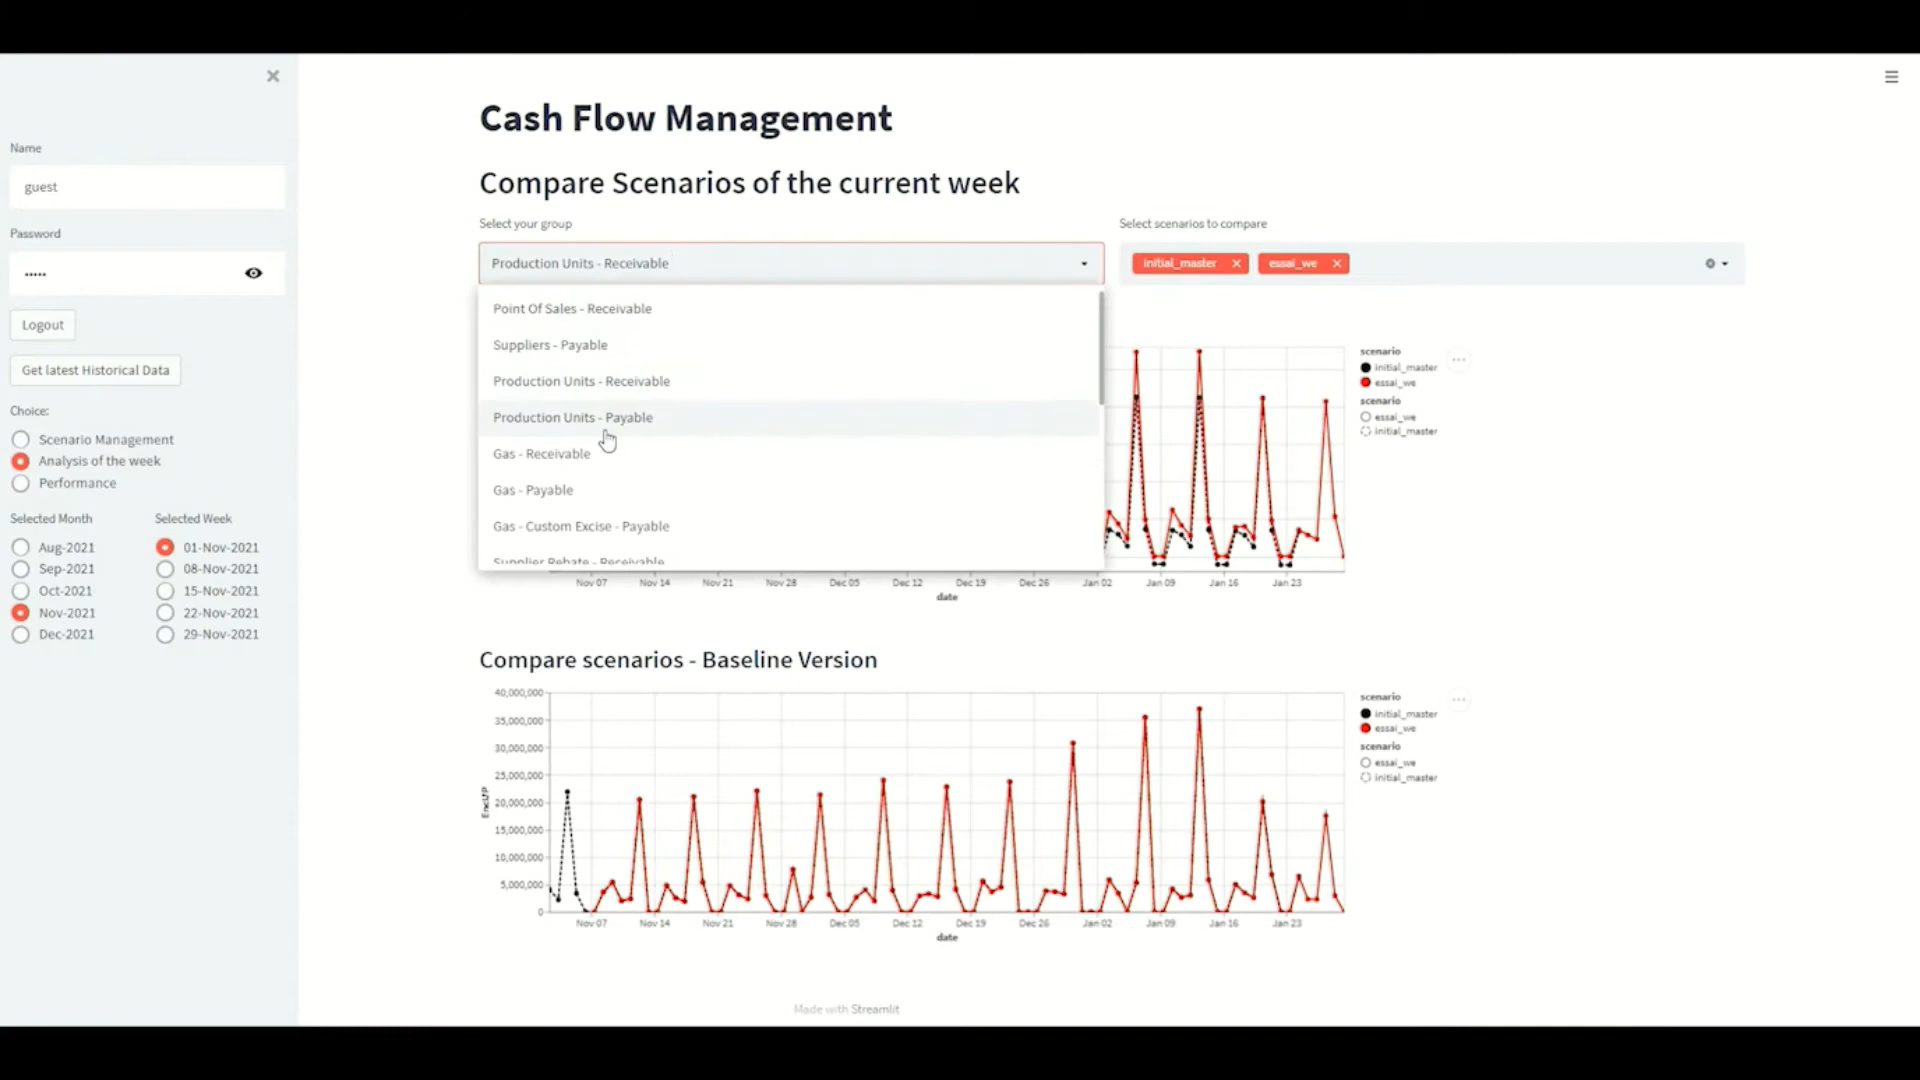 Name
guest
Password
•••••
Logout
Get latest Historical Data
Choice:
Scenario Management
Analysis of the week
Performance
Selected Month
Aug-2021
Sep-2021
Oct-2021
Nov-2021
Dec-2021
Selected Week
01-Nov-2021
08-Nov-2021
15-Nov-2021
22-Nov-2021
29-Nov-2021
Cash Flow Management
Compare Scenarios of the current week
Select your group
Production Units - Receivable
Select scenarios to compare
initial_master
essai_we
Point Of Sales - Receivable
Suppliers - Payable
Production Units - Receivable
Production Units - Payable
Gas - Receivable
Gas - Payable
Gas - Custom Excise - Payable
Supplier Rebate - Receivable
scenario
initial_master
essai_we
scenario
essai_we
initial_master
Nov 07 Nov 14 Nov 21 Nov 28 Dec 05 Dec 12 Dec 19 Dec 26 Jan 02 Jan 09 Jan 16 Jan 23
date
Compare scenarios - Baseline Version
40,000,000
35,000,000
30,000,000
25,000,000
20,000,000
15,000,000
10,000,000
5,000,000
0
Nov 07 Nov 14 Nov 21 Nov 28 Dec 05 Dec 12 Dec 19 Dec 26 Jan 02 Jan 09 Jan 16 Jan 23
date
scenario
initial_master
essai_we
scenario
essai_we
initial_master
Made with Streamlit